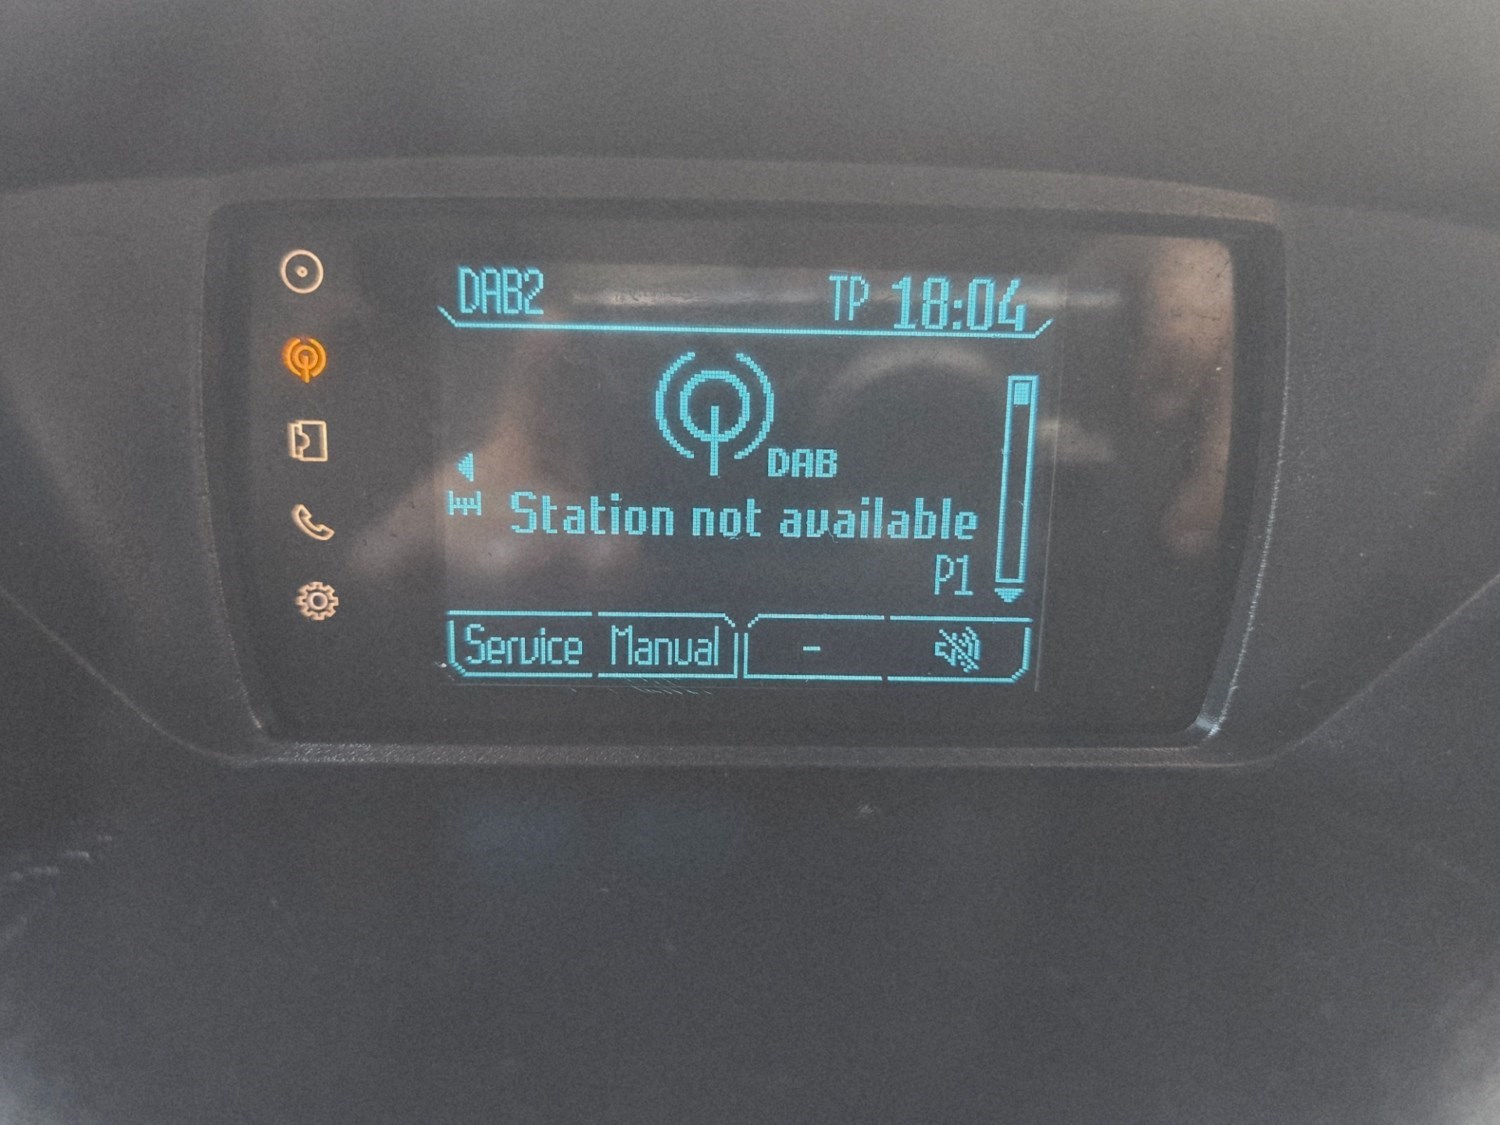 DAB2 TP 18:04
DAB
Station not available
P1
Service Manual -